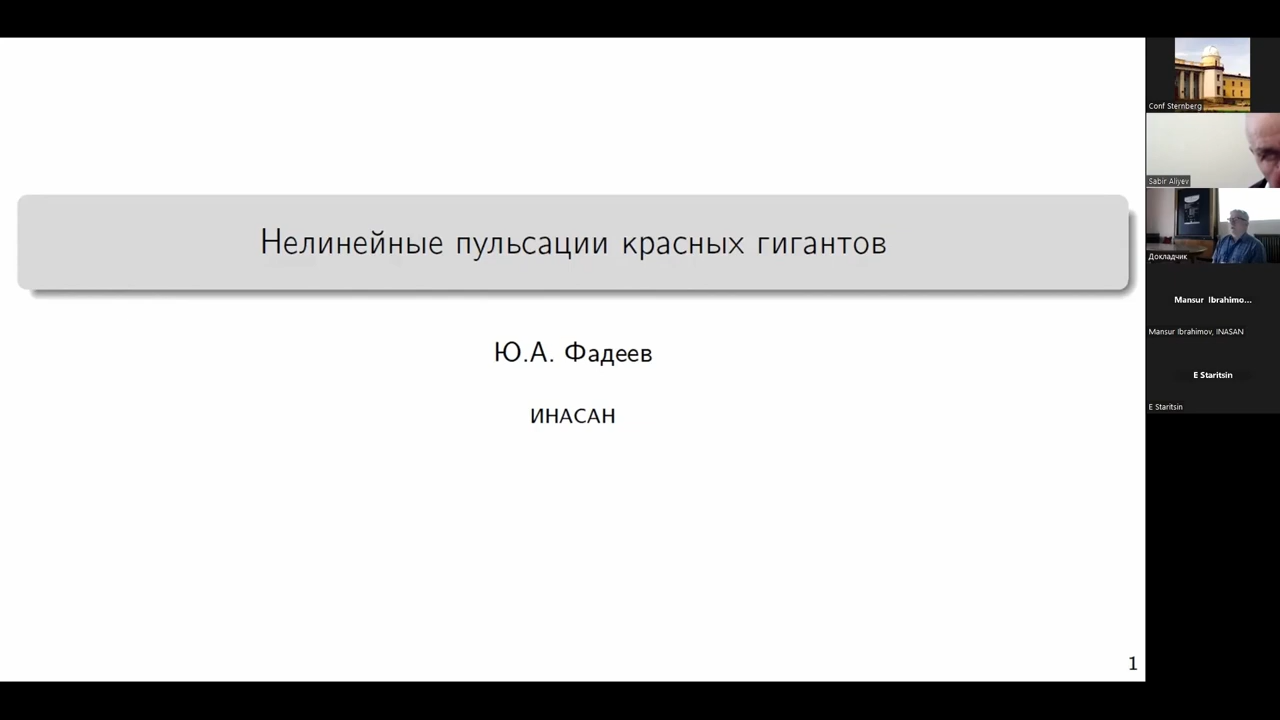 Нелинейные пульсации красных гигантов
Ю.А. Фадеев
ИНАСАН
1
Conf Sternberg
Sabir Aliyev
Докладчик
Mansur Ibrahimo...
Mansur Ibrahimov, INASAN
E Staritsin
E Staritsin